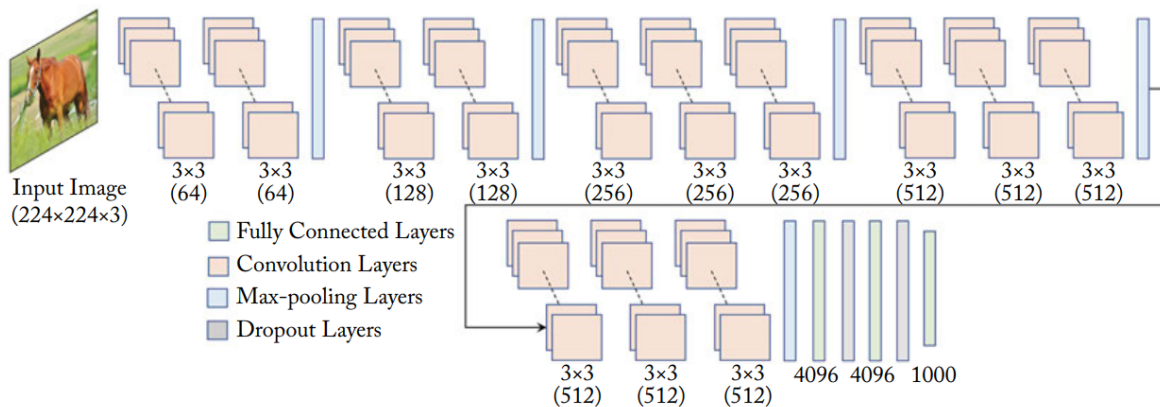 3×3 3×3 3×3 3×3 3×3 3×3 3×3 3×3 3×3 3×3
(64) (64) (128) (128) (256) (256) (256) (512) (512) (512)
Input Image
(224×224×3)
Fully Connected Layers
Convolution Layers
Max-pooling Layers
Dropout Layers
3×3 3×3 3×3 4096 4096 1000
(512) (512) (512)